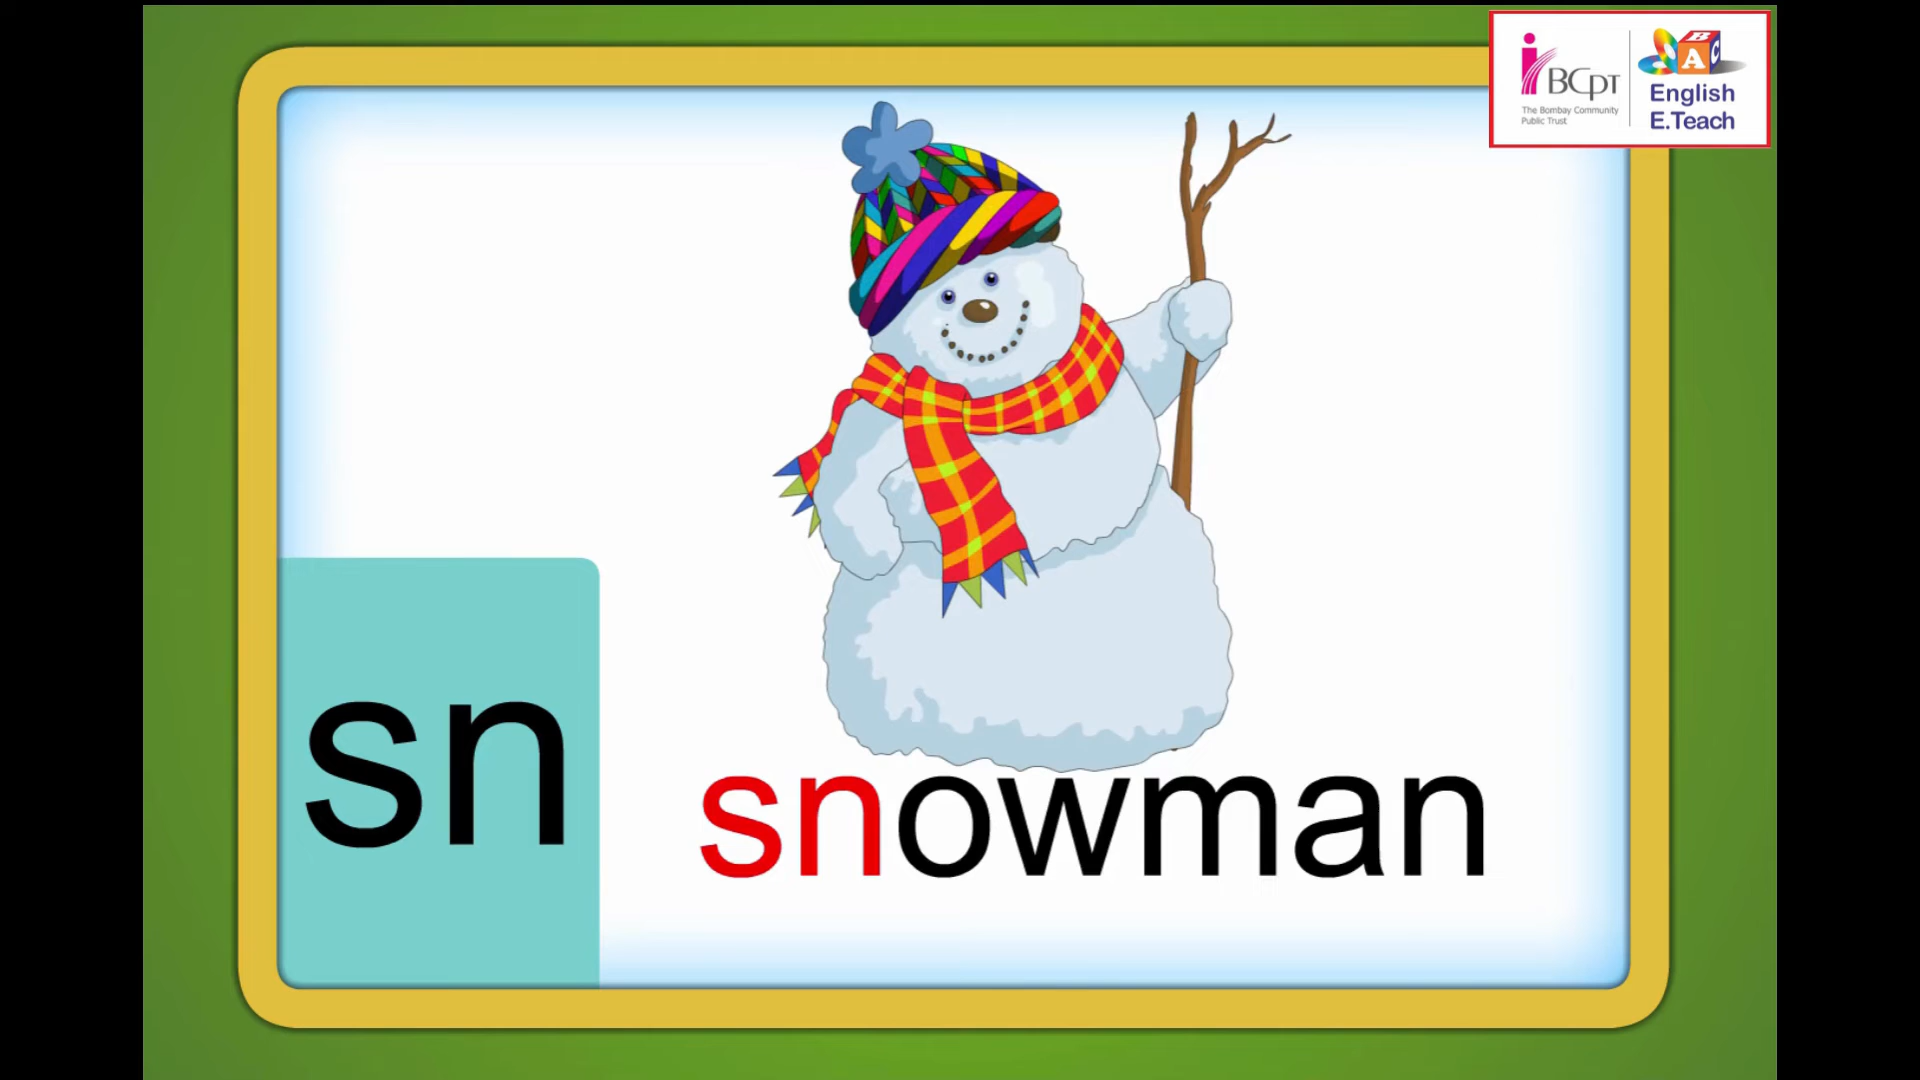 BCPT
The Bombay Community
Public Trust
B
A
C
English
E.Teach
sn
snowman